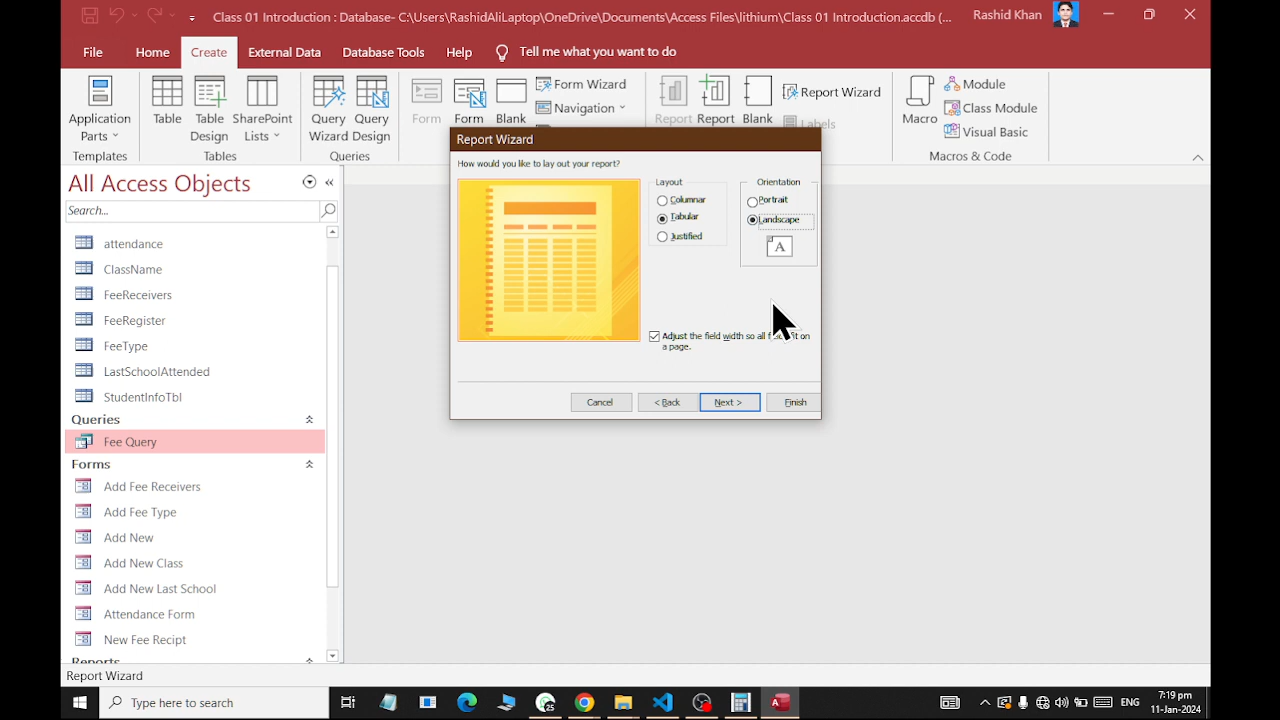 Class 01 Introduction : Database- C:\Users\RashidAliLaptop\OneDrive\Documents\Access Files\lithium\Class 01 Introduction.accdb (...
Rashid Khan
File
Home
Create
External Data
Database Tools
Help
Tell me what you want to do
Application
Parts
Templates
Table
Table
Design
SharePoint
Lists
Tables
Query
Wizard
Query
Design
Queries
Form
Form
Blank
Form Wizard
Navigation
Report
Report
Blank
Report Wizard
Labels
Macro
Module
Class Module
Visual Basic
Macros & Code
All Access Objects
Search...
attendance
ClassName
FeeReceivers
FeeRegister
FeeType
LastSchoolAttended
StudentInfoTbl
Queries
Fee Query
Forms
Add Fee Receivers
Add Fee Type
Add New
Add New Class
Add New Last School
Attendance Form
New Fee Recipt
Reports
Report Wizard
How would you like to lay out your report?
Layout
Columnar
Tabular
Justified
Orientation
Portrait
Landscape
A
Adjust the field width so all on
a page.
Cancel
< Back
Next >
Finish
Report Wizard
Type here to search
ENG
7:19 pm
11-Jan-2024